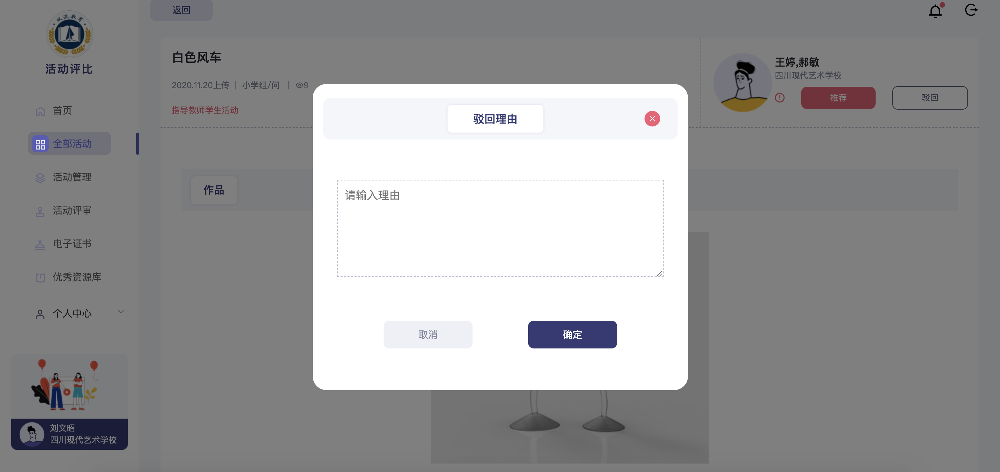 双流教育
活动评比
首页
全部活动
活动管理
活动评审
电子证书
优秀资源库
个人中心
刘文昭
四川现代艺术学校
返回
白色风车
2020.11.20上传 | 小学组/问 | 9
指导教师学生活动
王婷,郝敏
四川现代艺术学校
推荐 驳回
作品
驳回理由
请输入理由
取消 确定